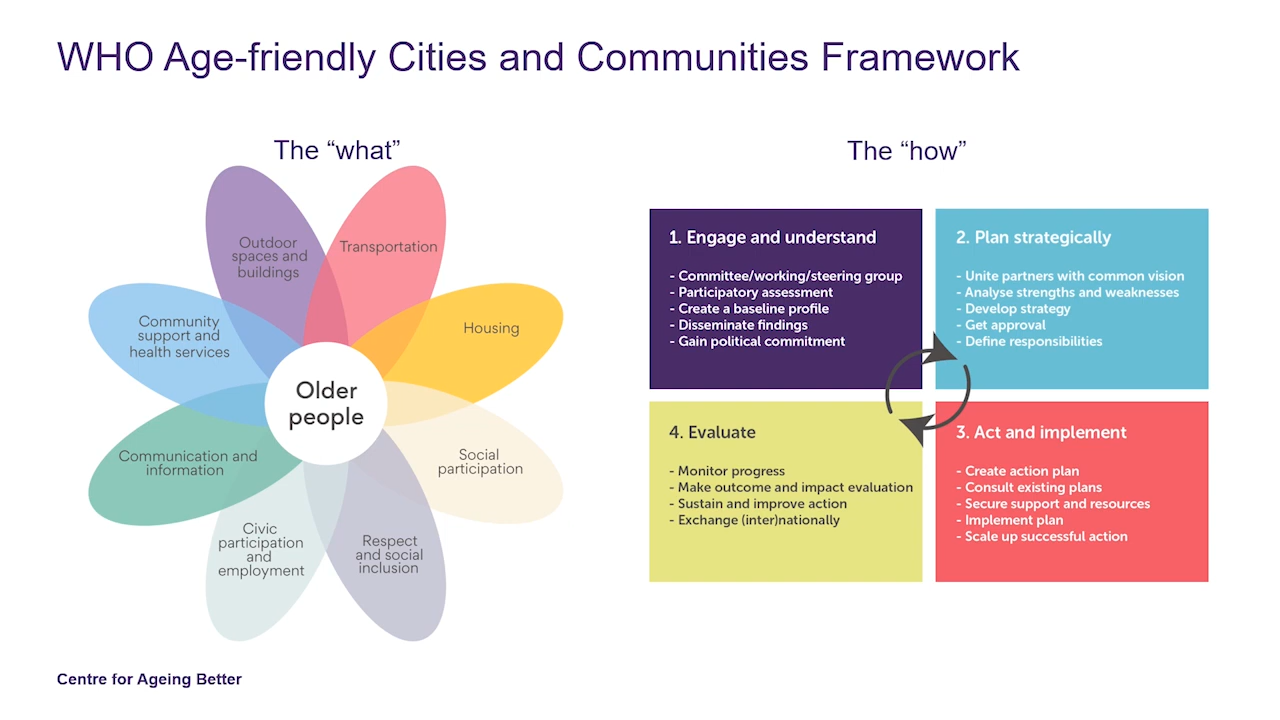 WHO Age-friendly Cities and Communities Framework
The “what”
Outdoor
spaces and
buildings
Transportation
Community
support and
health services
Housing
Older
people
Communication and
information
Social
participation
Civic
participation
and
employment
Respect
and social
inclusion
The “how”
1. Engage and understand
- Committee/working/steering group
- Participatory assessment
- Create a baseline profile
- Disseminate findings
- Gain political commitment
2. Plan strategically
- Unite partners with common vision
- Analyse strengths and weaknesses
- Develop strategy
- Get approval
- Define responsibilities
4. Evaluate
- Monitor progress
- Make outcome and impact evaluation
- Sustain and improve action
- Exchange (inter)nationally
3. Act and implement
- Create action plan
- Consult existing plans
- Secure support and resources
- Implement plan
- Scale up successful action
Centre for Ageing Better